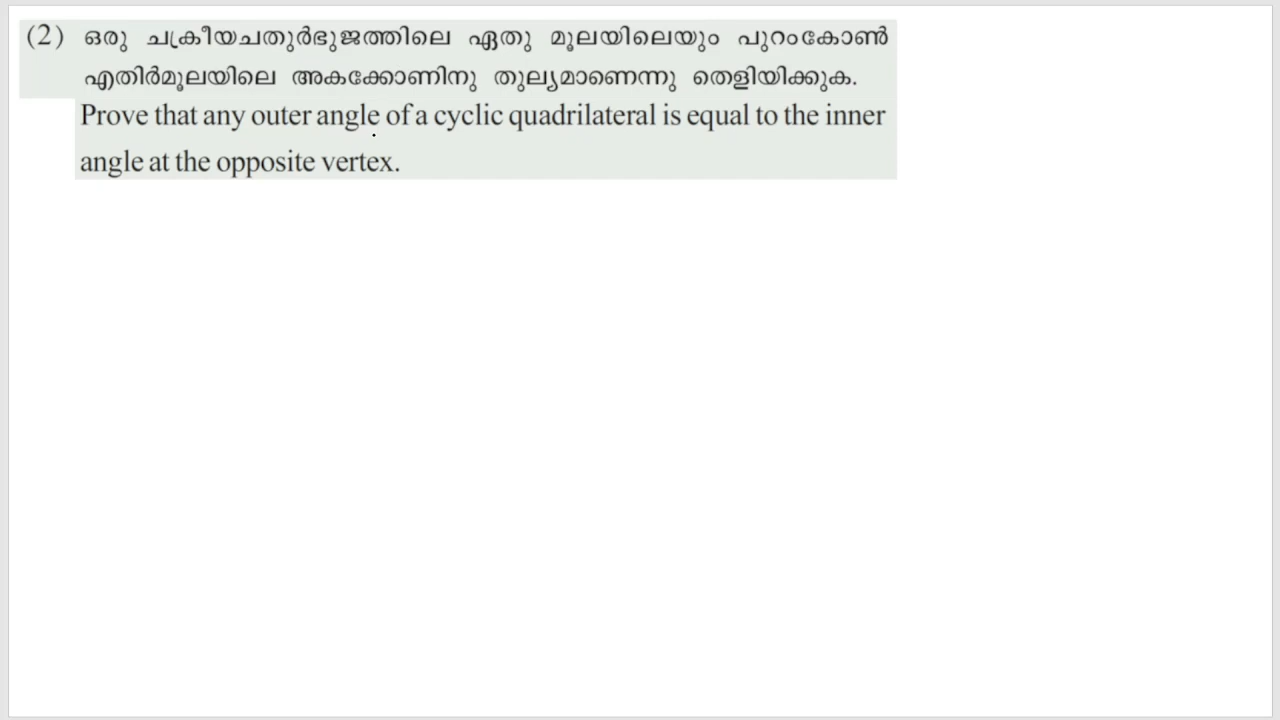 (2) ഒരു ചക്രീയചതുർഭുജത്തിലെ ഏതു മൂലയിലെയും പുറംകോൺ
എതിർമൂലയിലെ അകക്കോണിനു തുല്യമാണെന്നു തെളിയിക്കുക.
Prove that any outer angle of a cyclic quadrilateral is equal to the inner
angle at the opposite vertex.